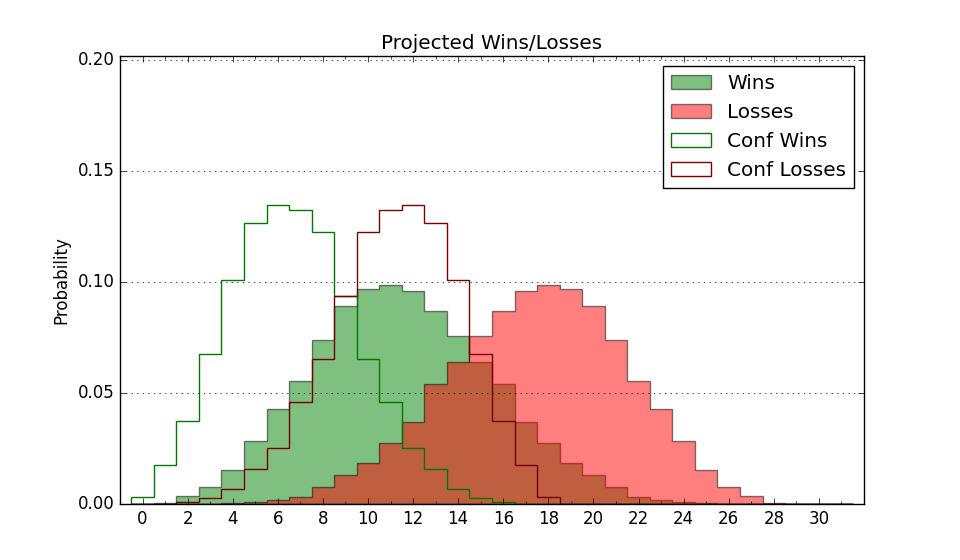 Projected Wins/Losses
0.20
0.15
0.10
0.05
0.00
Probability
Wins
Losses
Conf Wins
Conf Losses
0 2 4 6 8 10 12 14 16 18 20 22 24 26 28 30